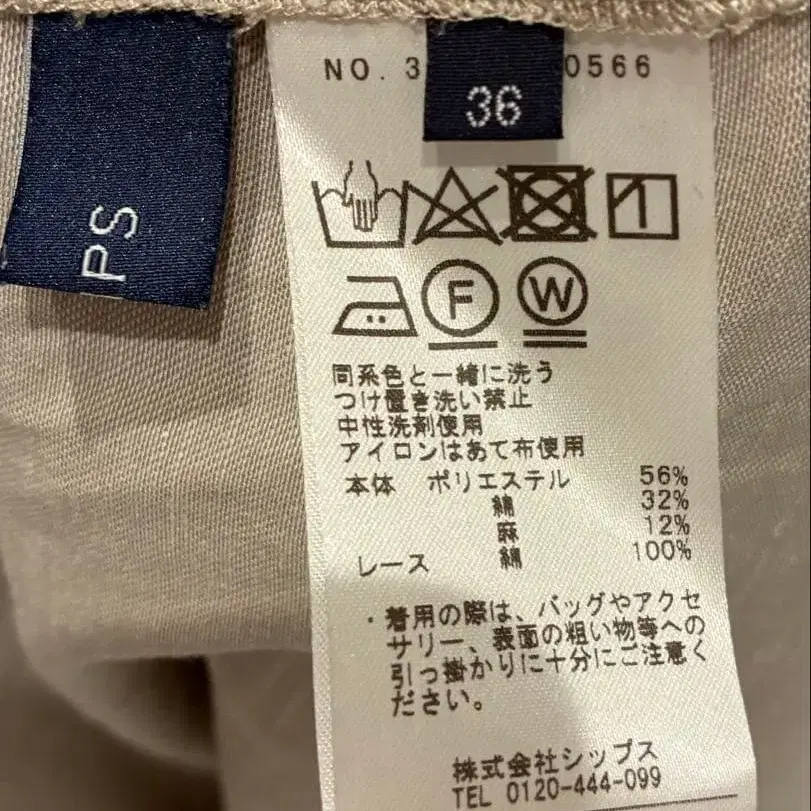 NO. 3 0566
36
PS
F
W
同系色と一緒に洗う
つけ置き洗い禁止
中性洗剤使用
アイロンはあて布使用
本体 ポリエステル 56%
綿 32%
麻 12%
レース 綿 100%
・着用の際は、バッグやアクセ
サリー、表面の粗い物等への
引っ掛かりに十分にご注意く
ださい。
株式会社シップス
TEL 0120-444-099